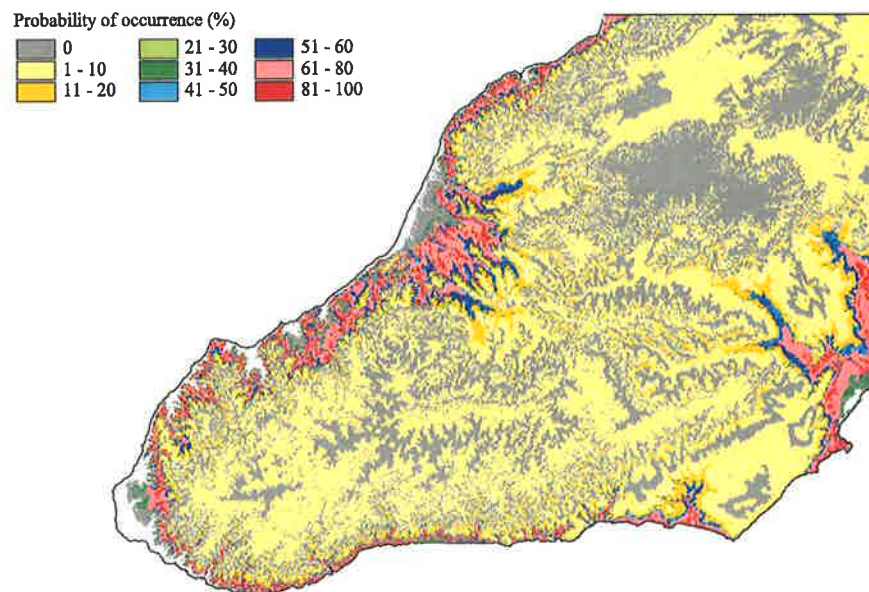 Probability of occurrence (%)
0 21 - 30 51 - 60
1 - 10 31 - 40 61 - 80
11 - 20 41 - 50 81 - 100